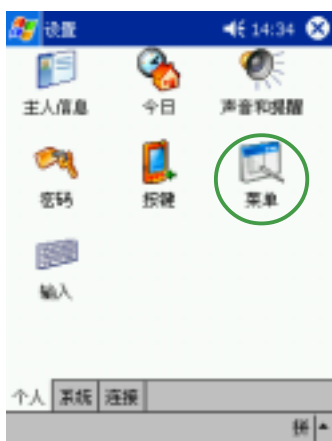 设置 14:34
主人信息 今日 声音和提醒
密码 按键 菜单
输入
个人 系统 连接
拼